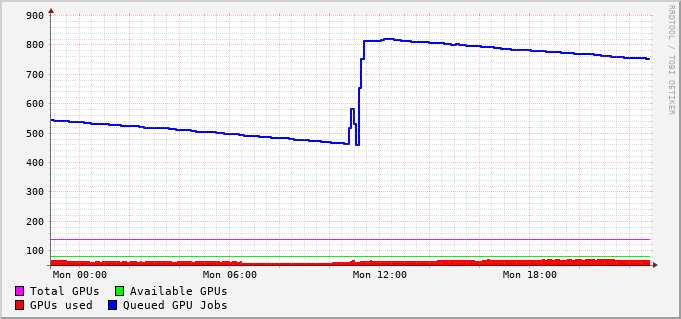 900
800
700
600
500
400
300
200
100
Mon 00:00 Mon 06:00 Mon 12:00 Mon 18:00
Total GPUs Available GPUs
GPUs used Queued GPU Jobs
RRDTOOL / TOBI OETIKER